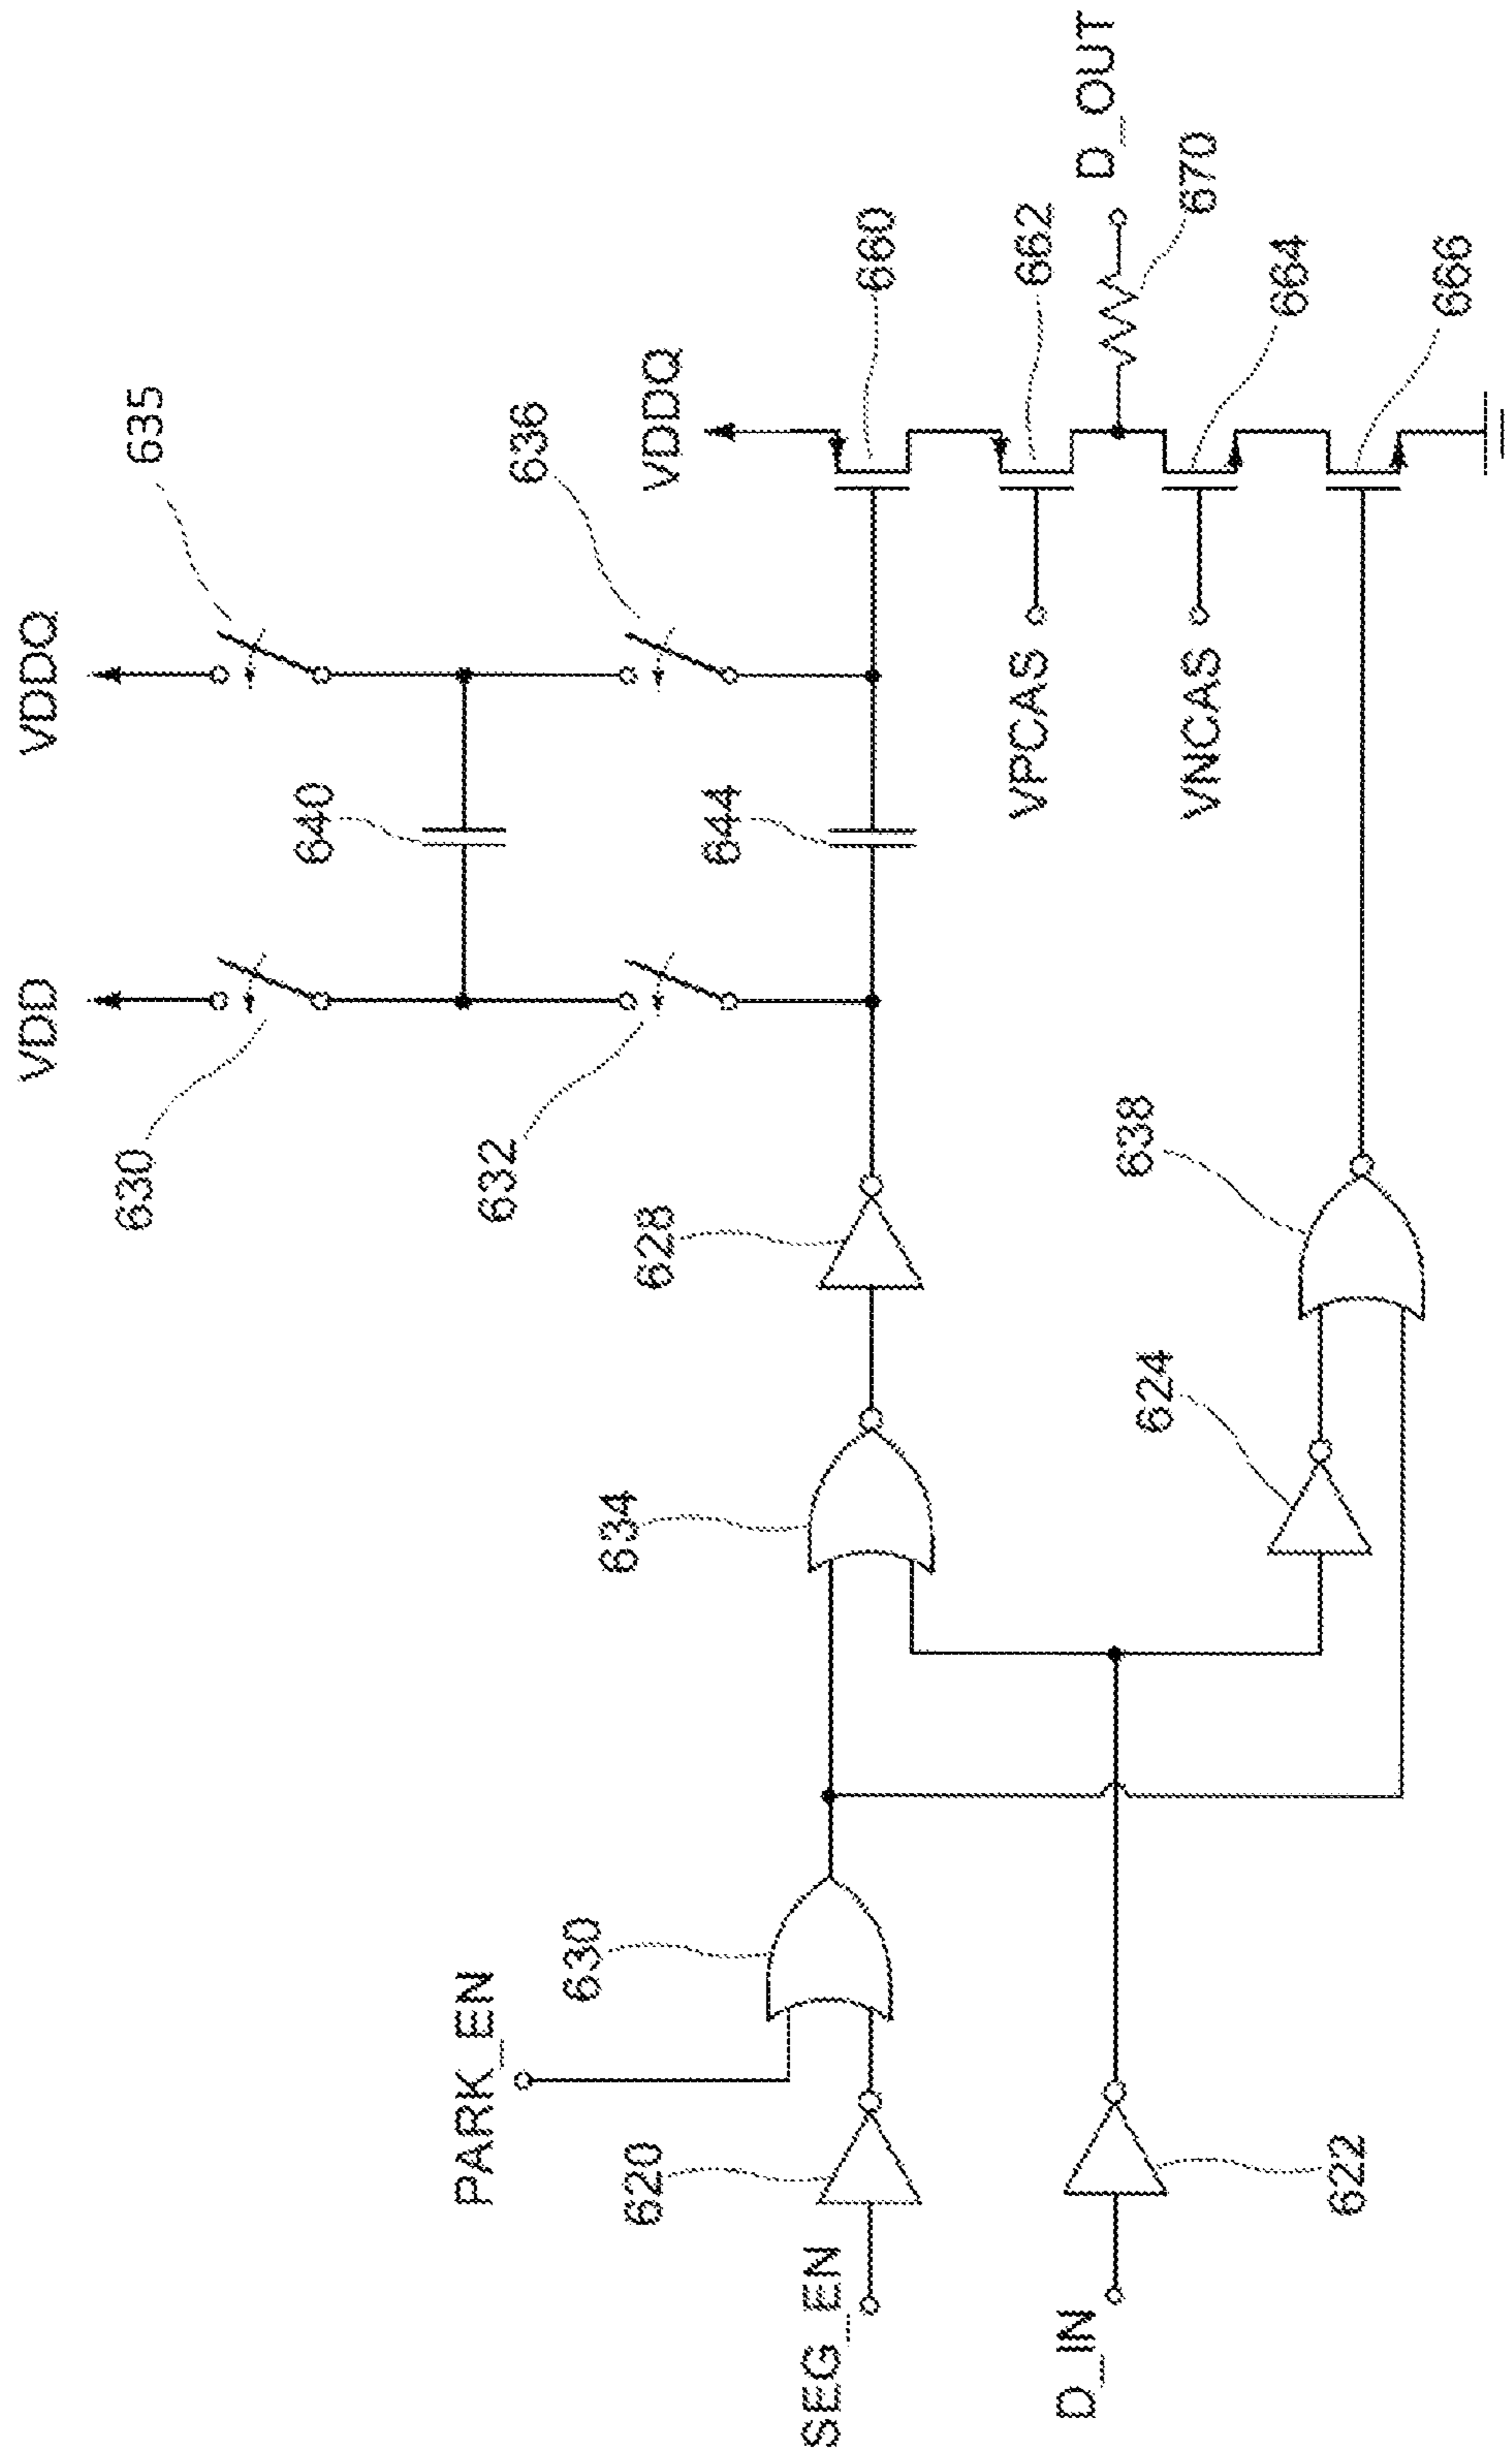 VDD
VDDQ
630
635
640
632
636
VDDQ
628
644
660
PARK_EN
630
634
662
VPCAS
D_OUT
SEG_EN
620
670
VNCAS
664
D_IN
622
624
638
666